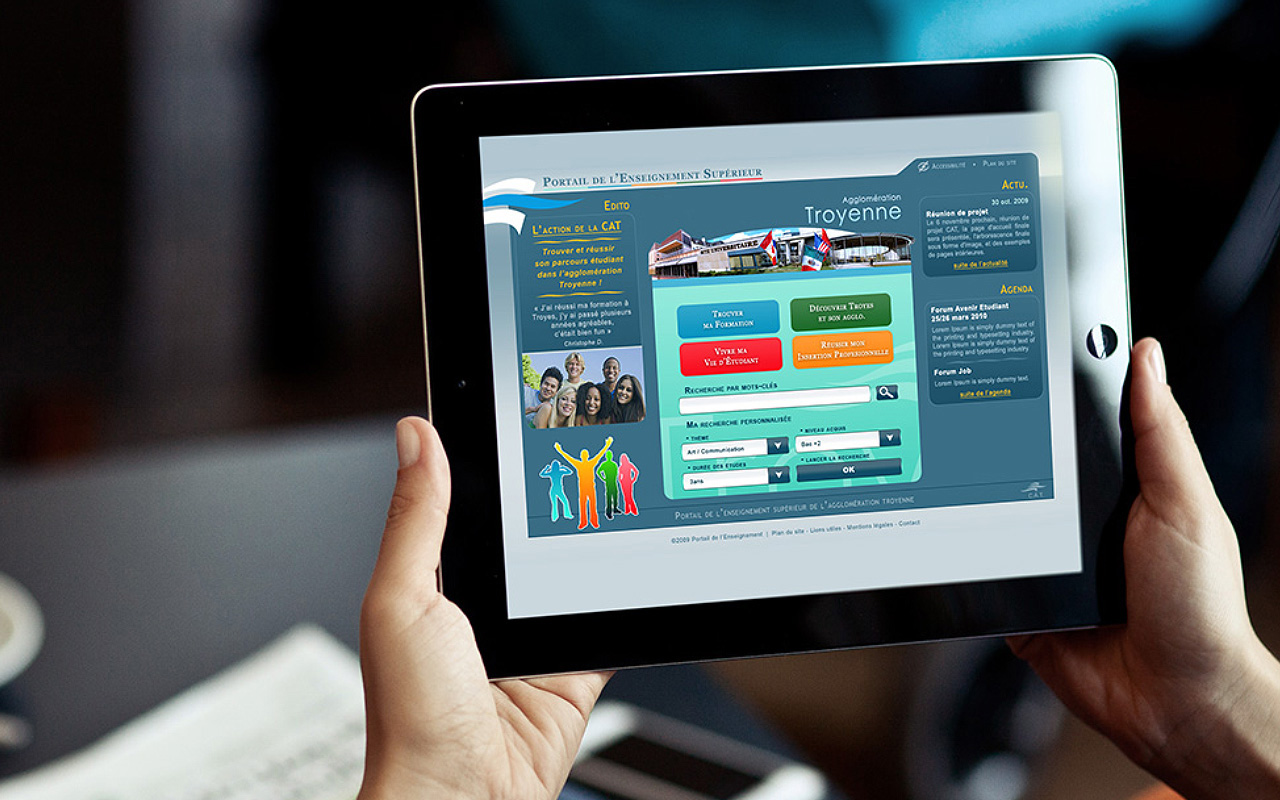 Portail de l'Enseignement Supérieur
Accessibilité • Plan du site
Edito
L'action de la CAT
Trouver et réussir
son parcours étudiant
dans l'agglomération
Troyenne !
« J'ai réussi ma formation à
Troyes, j'y ai passé plusieurs
années agréables,
c'était bien fun »
Christophe D.
Agglomération
Troyenne
UNIVERSITAIRE
Trouver
ma Formation
Découvrir Troyes
et son agglo.
Vivre ma
Vie d'Étudiant
Réussir mon
Insertion Profesionnelle
Recherche par mots-clés
Ma recherche personnalisée
• thème
Art / Communication
• niveau acquis
Bac +2
• durée des études
3ans
• lancer la recherche
OK
Actu.
30 oct. 2009
Réunion de projet
Le 6 novembre prochain, réunion de
projet CAT, la page d'accueil finale
sera présentée, l'arborescence finale
sous forme d'image, et des exemples
de pages intérieures.
suite de l'actualité
Agenda
Forum Avenir Etudiant
25/26 mars 2010
Lorem Ipsum is simply dummy text of
the printing and typesetting industry.
Lorem Ipsum is simply dummy text of
the printing and typesetting industry
Forum Job
Lorem Ipsum is simply dummy text.
suite de l'agenda
Portail de l'enseignement supérieur de l'agglomération troyenne
C.A.T.
©2009 Portail de l'Enseignement | Plan du site - Liens utiles - Mentions légales - Contact